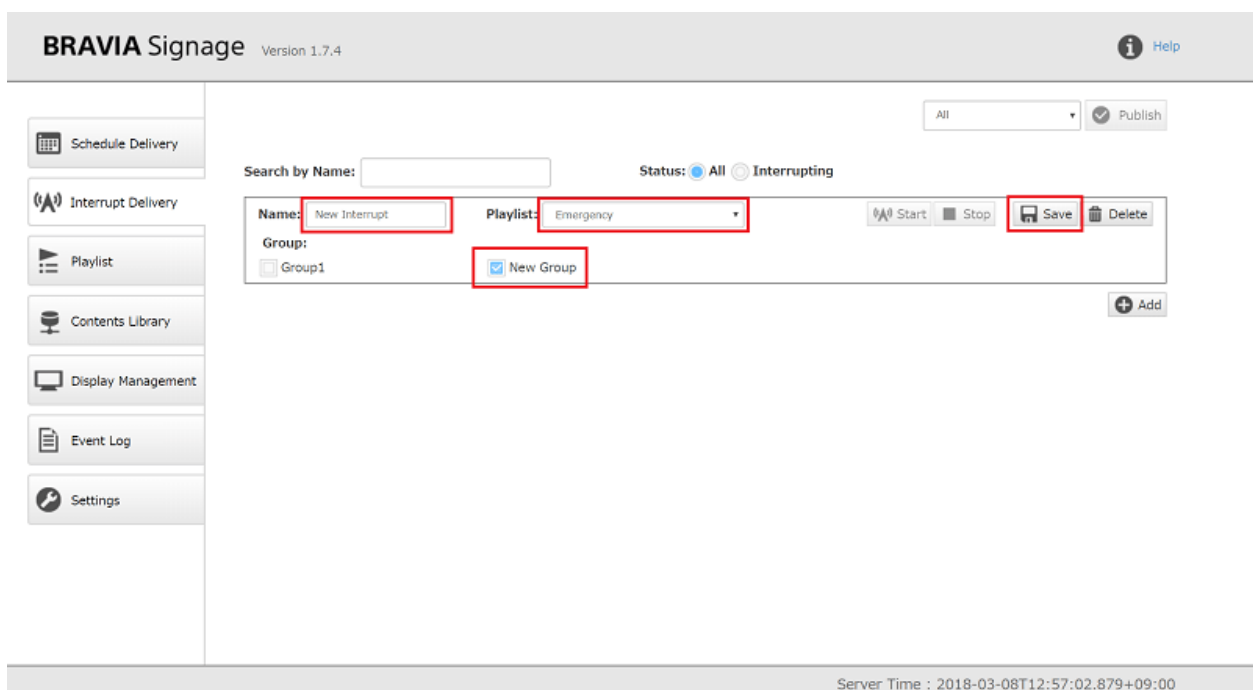 BRAVIA Signage Version 1.7.4
Help
All
Publish
Schedule Delivery
Interrupt Delivery
Playlist
Contents Library
Display Management
Event Log
Settings
Search by Name:
Status: All Interrupting
Name: New Interrupt Playlist: Emergency Start Stop Save Delete
Group:
Group1 New Group
Add
Server Time : 2018-03-08T12:57:02.879+09:00